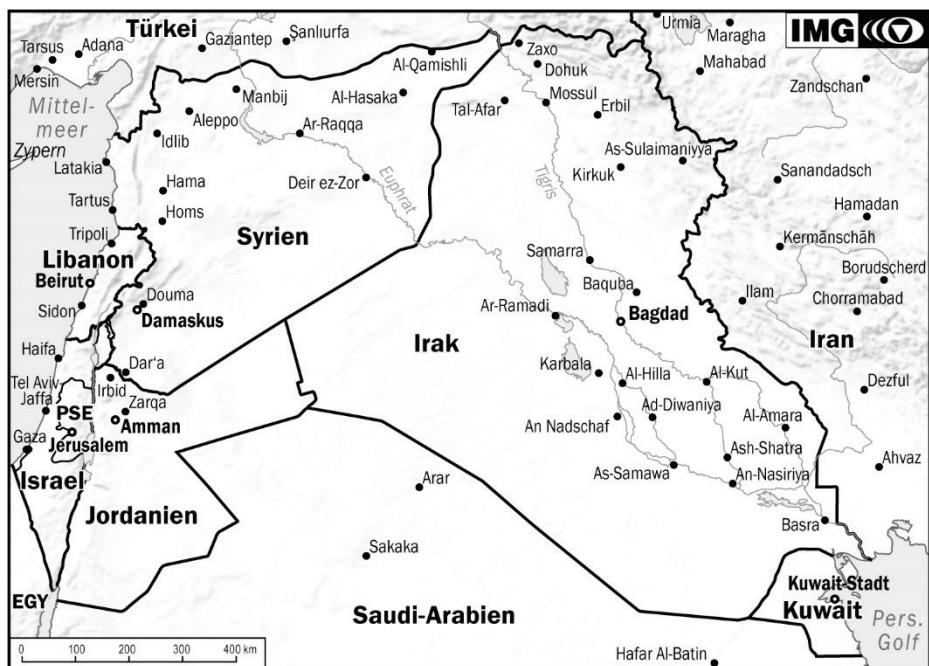 Türkei
IMG
Tarsus
Adana
Gaziantep
Şanlıurfa
Urmia
Maragha
Mersin
Al-Qamishli
Zaxo
Dohuk
Mahabad
Zandschan
Mittel-
meer
Zypern
Manbij
Al-Hasaka
Tal-Afar
Mossul
Erbil
Aleppo
Idlib
Ar-Raqqa
As-Sulaimaniyya
Latakia
Kirkuk
Sanandadsch
Hama
Deir ez-Zor
Euphrat
Tigris
Tartus
Homs
Hamadan
Tripoli
Syrien
Kermānschāh
Libanon
Samarra
Beirut
Borudscherd
Baquba
Ilam
Chorramabad
Sidon
Douma
Damaskus
Ar-Ramadi
Bagdad
Irak
Iran
Haifa
Karbala
Dar‘a
Irbid
Al-Hilla
Al-Kut
Dezful
Tel Aviv
Jaffa
PSE
Zarqa
Amman
Ad-Diwaniya
Al-Amara
An Nadschaf
Gaza
Jerusalem
Ash-Shatra
Israel
Arar
As-Samawa
An-Nasiriya
Ahvaz
Jordanien
Basra
Sakaka
EGY
Saudi-Arabien
Kuwait-Stadt
Kuwait
Pers.
Golf
0 100 200 300 400 km
Hafar Al-Batin